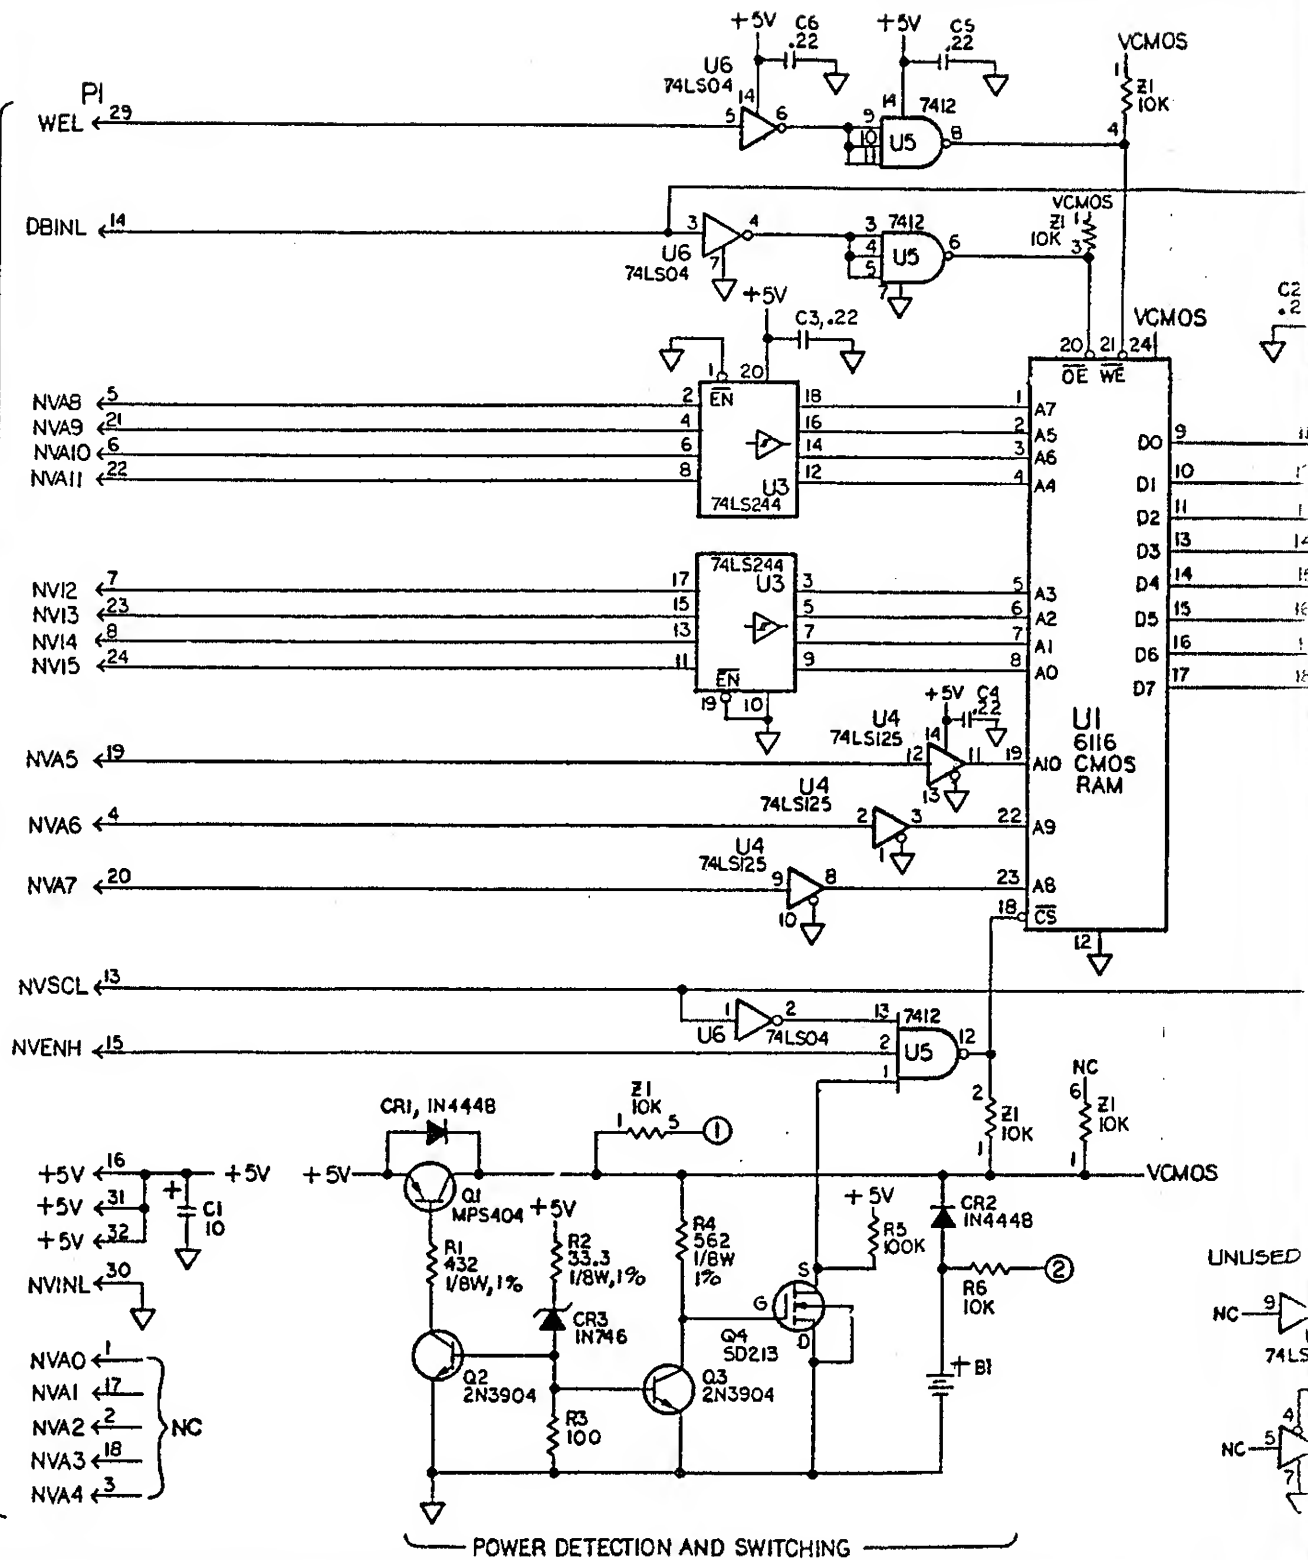 +5V C6 .22
+5V C5 .22
VCMOS
U6 74LS04 14
14 7412
1 Z1 10K
P1
WEL 29
5 6
9 10 11 U5 8
4
DBINL 14
3 4
U6 74LS04 7
7412
3 4 5 U5 6
7
VCMOS
Z1 10K 1
3
+5V
C3, .22
VCMOS
C2
1 20
20 21 24
EN
OE WE
NVA8 5 2 18 1 A7
NVA9 21 4 16 2 A5
NVA10 6 6 14 3 A6
NVA11 22 8 12 4 A4
U3
74LS244
D0 9
D1 10
D2 11
D3 13
D4 14
D5 15
D6 16
D7 17
74LS244
U3
NV12 7 17 3 5 A3
NV13 23 15 5 6 A2
NV14 8 13 7 7 A1
NV15 24 11 9 8 A0
EN
19 10
+5V C4 .22
U1
6116
CMOS
RAM
U4
74LS125 14
NVA5 19 12 11 19 A10
13
U4
74LS125
NVA6 4 2 3 22 A9
1
U4
74LS125
NVA7 20 9 8 23 A8
10
18 CS
12
NVSCL 13
1 2
U6 74LS04
13 7412
NVENH 15 2 U5 12
1
2 Z1 10K 1
NC
6 Z1 10K 1
CR1, 1N4448
Z1
10K
1 5 1
+5V 16 +5V
+5V 31
+5V 32
+ C1
10
+5V
Q1
MPS404
VCMOS
R1
432
1/8W, 1%
+5V
R2
33.3
1/8W, 1%
R4
562
1/8W
1%
+5V
R5
100K
CR2
1N4448
R6
10K
2
NVINL 30
CR3
1N746
S
G
D
Q4
SD213
UNUSED
NC 9
NVA0 1
NVA1 17
NVA2 2
NVA3 18
NVA4 3
NC
Q2
2N3904
Q3
2N3904
R3
100
+ B1
4
NC 5
7
POWER DETECTION AND SWITCHING